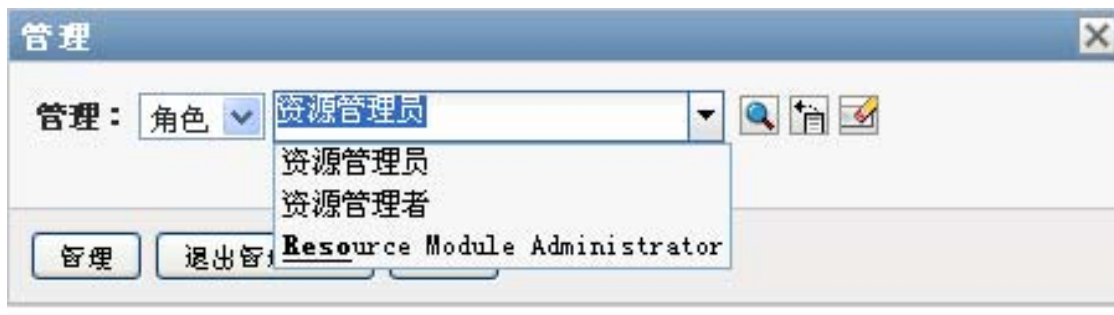 管理
管理： 角色 资源管理员
资源管理员
资源管理者
Resource Module Administrator
管理 退出管